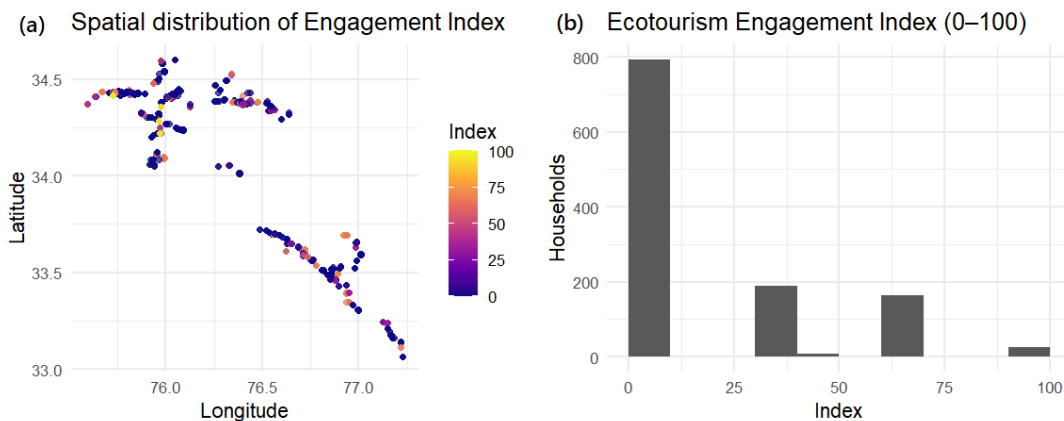 (a) Spatial distribution of Engagement Index
34.5
34.0
33.5
33.0
Latitude
76.0 76.5 77.0
Longitude
Index
100
75
50
25
0
(b) Ecotourism Engagement Index (0–100)
800
600
400
200
0
Households
0 25 50 75 100
Index